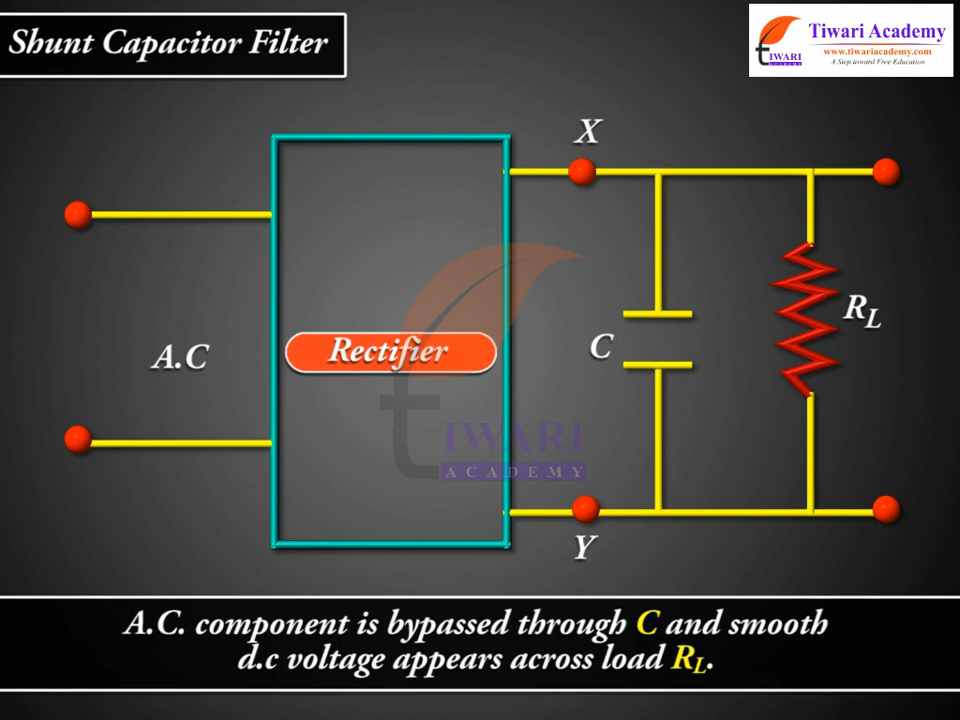 Shunt Capacitor Filter
TIWARI
ACADEMY
Tiwari Academy
www.tiwariacademy.com
A Step toward Free Education
X
A.C
Rectifier
C
RL
TIWARI
ACADEMY
Y
A.C. component is bypassed through C and smooth
d.c voltage appears across load RL.